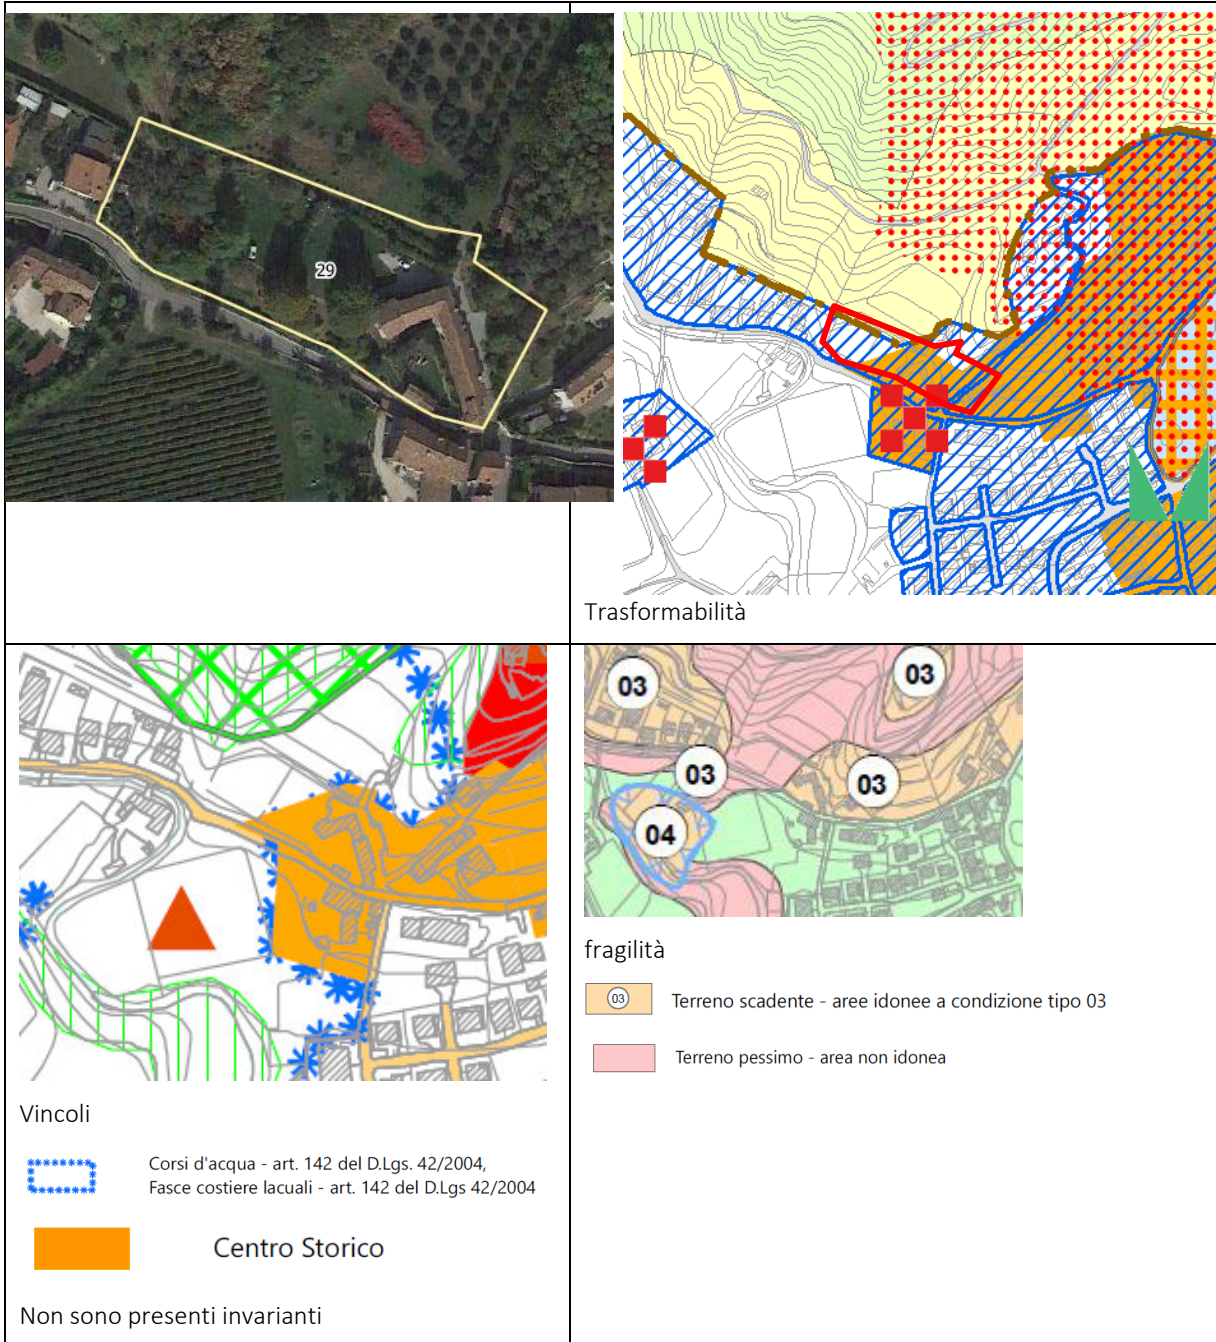 29
Trasformabilità
03
03
03
03
04
fragilità
03
Terreno scadente - aree idonee a condizione tipo 03
Terreno pessimo - area non idonea
Vincoli
Corsi d'acqua - art. 142 del D.Lgs. 42/2004,
Fasce costiere lacuali - art. 142 del D.Lgs 42/2004
Centro Storico
Non sono presenti invarianti